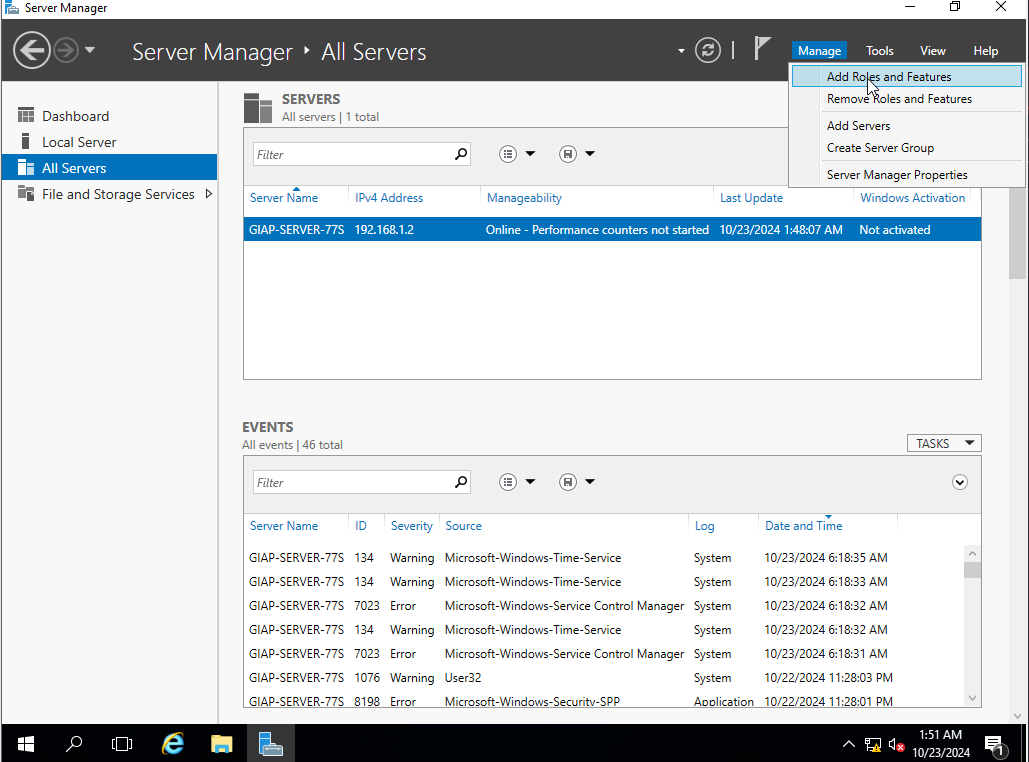 Server Manager
Server Manager ‣ All Servers
Manage Tools View Help
Add Roles and Features
Remove Roles and Features
Add Servers
Create Server Group
Server Manager Properties
Dashboard
Local Server
All Servers
File and Storage Services
SERVERS
All servers | 1 total
Filter
Server Name IPv4 Address Manageability Last Update Windows Activation
GIAP-SERVER-77S 192.168.1.2 Online - Performance counters not started 10/23/2024 1:48:07 AM Not activated
EVENTS
All events | 46 total
TASKS
Filter
Server Name ID Severity Source Log Date and Time
GIAP-SERVER-77S 134 Warning Microsoft-Windows-Time-Service System 10/23/2024 6:18:35 AM
GIAP-SERVER-77S 134 Warning Microsoft-Windows-Time-Service System 10/23/2024 6:18:33 AM
GIAP-SERVER-77S 7023 Error Microsoft-Windows-Service Control Manager System 10/23/2024 6:18:32 AM
GIAP-SERVER-77S 134 Warning Microsoft-Windows-Time-Service System 10/23/2024 6:18:32 AM
GIAP-SERVER-77S 7023 Error Microsoft-Windows-Service Control Manager System 10/23/2024 6:18:31 AM
GIAP-SERVER-77S 1076 Warning User32 System 10/22/2024 11:28:03 PM
GIAP-SERVER-77S 8198 Error Microsoft-Windows-Security-SPP Application 10/22/2024 11:28:01 PM
1:51 AM
10/23/2024
1